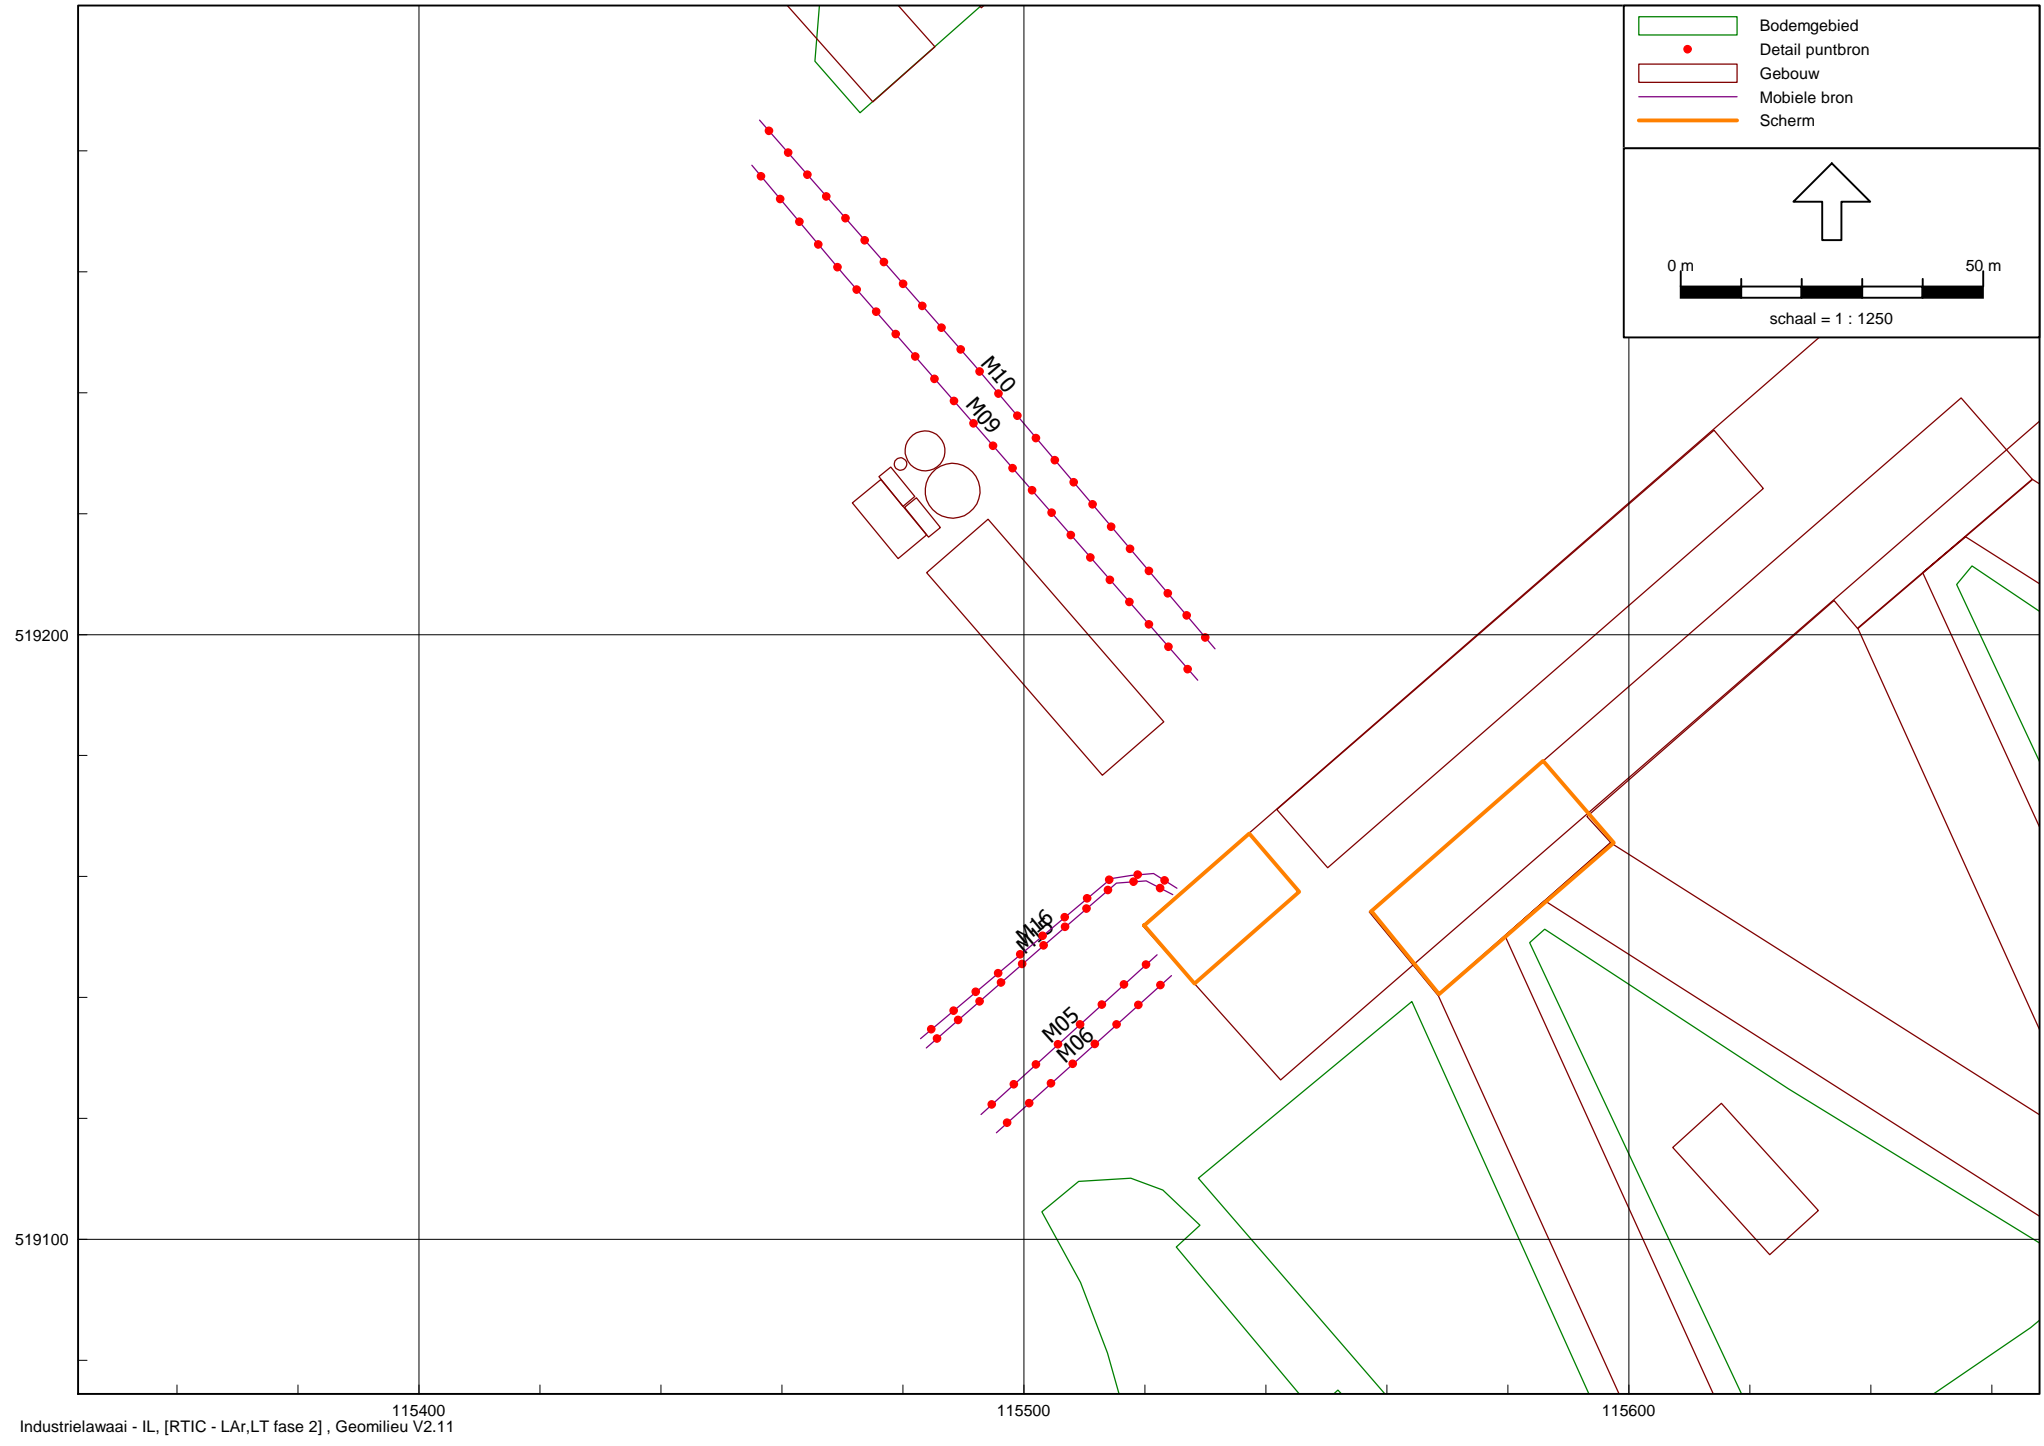 Bodemgebied
Detail puntbron
Gebouw
Mobiele bron
Scherm
0 m
50 m
schaal = 1 : 1250
M10
M09
519200
M16
M05
M06
519100
115400
115500
115600
Industrielawaai - IL, [RTIC - LAr,LT fase 2] , Geomilieu V2.11